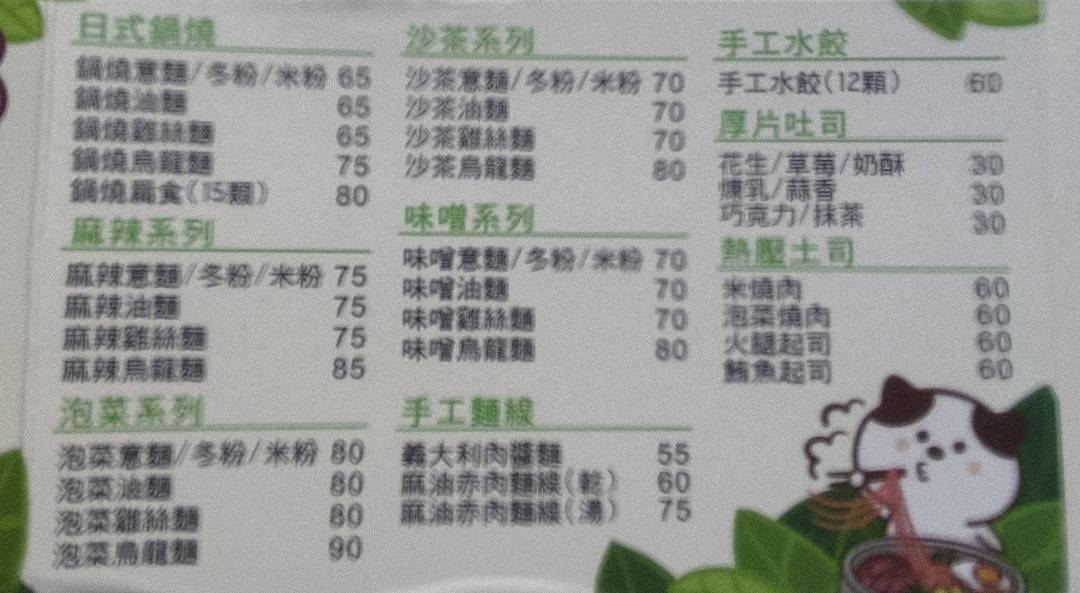 日式鍋燒
鍋燒意麵/冬粉/米粉 65
鍋燒油麵 65
鍋燒雞絲麵 65
鍋燒烏龍麵 75
鍋燒扁食(15顆) 80
麻辣系列
麻辣意麵/冬粉/米粉 75
麻辣油麵 75
麻辣雞絲麵 75
麻辣烏龍麵 85
泡菜系列
泡菜意麵/冬粉/米粉 80
泡菜油麵 80
泡菜雞絲麵 80
泡菜烏龍麵 90
沙茶系列
沙茶意麵/冬粉/米粉 70
沙茶油麵 70
沙茶雞絲麵 70
沙茶烏龍麵 80
味噌系列
味噌意麵/冬粉/米粉 70
味噌油麵 70
味噌雞絲麵 70
味噌烏龍麵 80
手工麵線
義大利肉醬麵 55
麻油赤肉麵線(乾) 60
麻油赤肉麵線(湯) 75
手工水餃
手工水餃(12顆) 60
厚片吐司
花生/草莓/奶酥 30
煉乳/蒜香 30
巧克力/抹茶 30
熱壓土司
米燒肉 60
泡菜燒肉 60
火腿起司 60
鮪魚起司 60